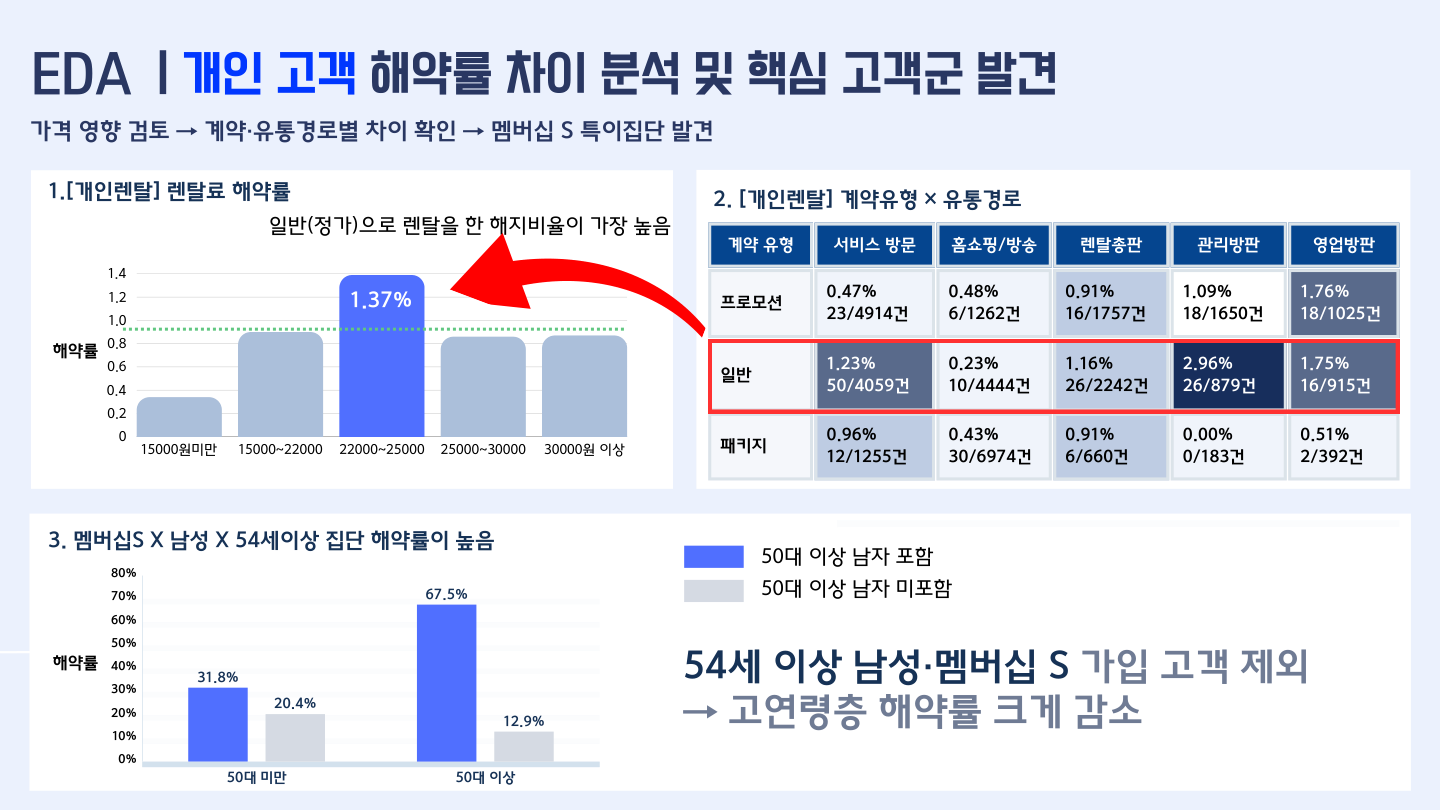 EDA | 개인 고객 해약률 차이 분석 및 핵심 고객군 발견
가격 영향 검토 → 계약·유통경로별 차이 확인 → 멤버십 S 특이집단 발견
1.[개인렌탈] 렌탈료 해약률
일반(정가)으로 렌탈을 한 해지비율이 가장 높음
1.4
1.2
1.0
0.8
0.6
0.4
0.2
0
해약률
1.37%
15000원미만 15000~22000 22000~25000 25000~30000 30000원 이상
2. [개인렌탈] 계약유형 × 유통경로
계약 유형 서비스 방문 홈쇼핑/방송 렌탈총판 관리방판 영업방판
프로모션 0.47% 0.48% 0.91% 1.09% 1.76%
23/4914건 6/1262건 16/1757건 18/1650건 18/1025건
일반 1.23% 0.23% 1.16% 2.96% 1.75%
50/4059건 10/4444건 26/2242건 26/879건 16/915건
패키지 0.96% 0.43% 0.91% 0.00% 0.51%
12/1255건 30/6974건 6/660건 0/183건 2/392건
3. 멤버십S X 남성 X 54세이상 집단 해약률이 높음
80%
70%
60%
50%
40%
30%
20%
10%
0%
해약률
31.8% 20.4% 67.5% 12.9%
50대 미만 50대 이상
50대 이상 남자 포함
50대 이상 남자 미포함
54세 이상 남성·멤버십 S 가입 고객 제외
→ 고연령층 해약률 크게 감소